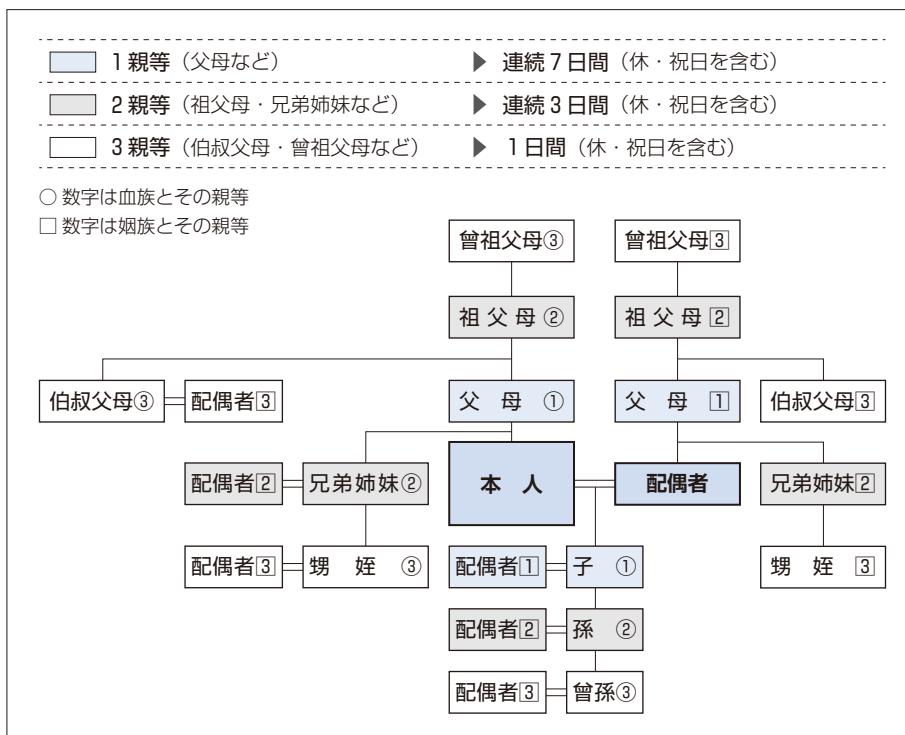 1親等（父母など） ▶ 連続7日間（休・祝日を含む）
2親等（祖父母・兄弟姉妹など） ▶ 連続3日間（休・祝日を含む）
3親等（伯叔父母・曾祖父母など） ▶ 1日間（休・祝日を含む）
○ 数字は血族とその親等
□ 数字は姻族とその親等
曾祖父母③ 曾祖父母3
祖父母② 祖父母2
伯叔父母③ 配偶者3 父母① 父母1 伯叔父母3
配偶者2 兄弟姉妹② 本人 配偶者 兄弟姉妹2
配偶者3 甥姪③ 配偶者1 子① 甥姪3
配偶者2 孫②
配偶者3 曾孫③